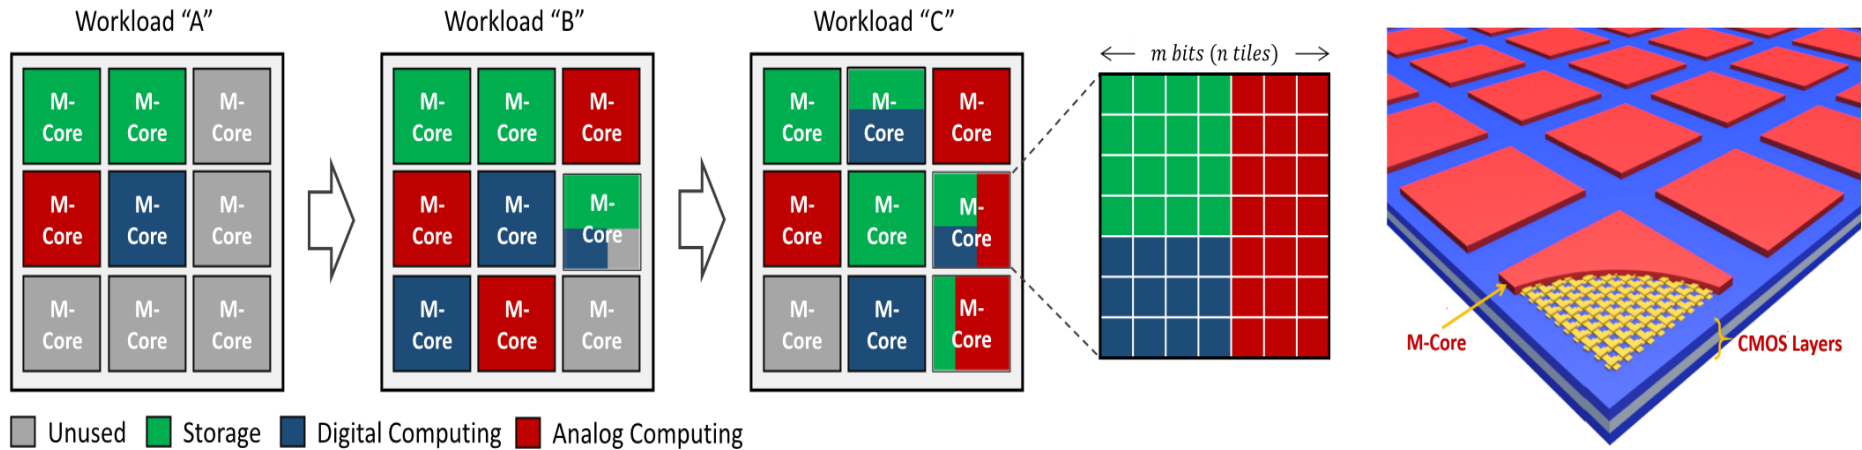 Workload “A”
Workload “B”
Workload “C”
m bits (n tiles)
M-
Core
M-
Core
M-
Core
M-
Core
M-
Core
M-
Core
M-
Core
M-
Core
M-
Core
M-
Core
M-
Core
M-
Core
M-
Core
M-
Core
M-
Core
M-
Core
M-
Core
M-
Core
M-
Core
M-
Core
M-
Core
M-
Core
M-
Core
M-
Core
M-
Core
M-
Core
M-
Core
M-Core
CMOS Layers
Unused
Storage
Digital Computing
Analog Computing